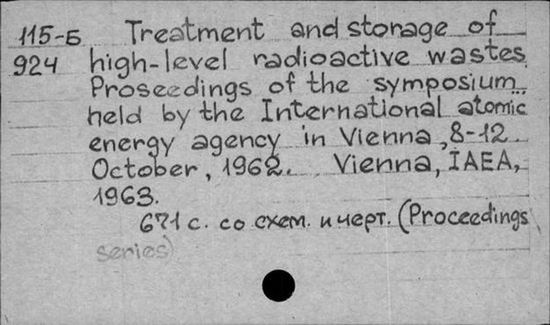 115-Б Treatment and storage of
924 high-level radioactive wastes.
Proseedings of the symposium
held by the International atomic
energy agency in Vienna, 8-12
October, 1962. Vienna, IAEA,
1963.
671 с. со схем. и черт. (Proceedings
series)